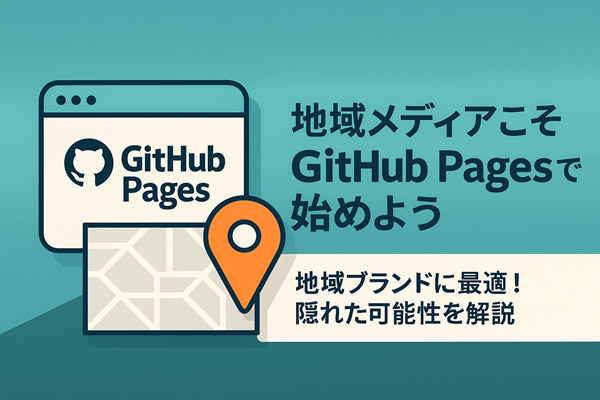 GitHub
Pages
地域メディアこそ
GitHub Pagesで
始めよう
地域ブランドに最適！
隠れた可能性を解説